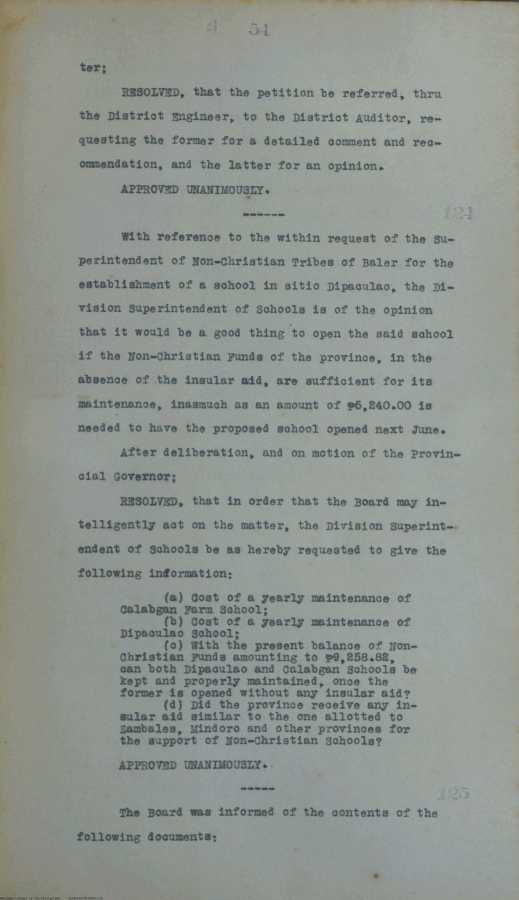 4 54
ter;
RESOLVED, that the petition be referred, thru
the District Engineer, to the District Auditor, re-
questing the former for a detailed comment and rec-
ommendation, and the latter for an opinion.
APPROVED UNANIMOUSLY.
------
124
With reference to the within request of the Su-
perintendent of Non-Christian Tribes of Baler for the
establishment of a school in sitio Dipaculao, the Di-
vision Superintendent of Schools is of the opinion
that it would be a good thing to open the said school
if the Non-Christian Funds of the province, in the
absence of the insular aid, are sufficient for its
maintenance, inasmuch as an amount of ₱5,240.00 is
needed to have the proposed school opened next June.
After deliberation, and on motion of the Provin-
cial Governor;
RESOLVED, that in order that the Board may in-
telligently act on the matter, the Division Superint-
endent of Schools be as hereby requested to give the
following information:
(a) Cost of a yearly maintenance of
Calabgan Farm School;
(b) Cost of a yearly maintenance of
Dipaculao School;
(c) With the present balance of Non-
Christian Funds amounting to ₱9,258.82,
can both Dipaculao and Calabgan Schools be
kept and properly maintained, once the
former is opened without any insular aid?
(d) Did the province receive any in-
sular aid similar to the one allotted to
Zambales, Mindoro and other provinces for
the support of Non-Christian Schools?
APPROVED UNANIMOUSLY.
-----
125
The Board was informed of the contents of the
following documents: